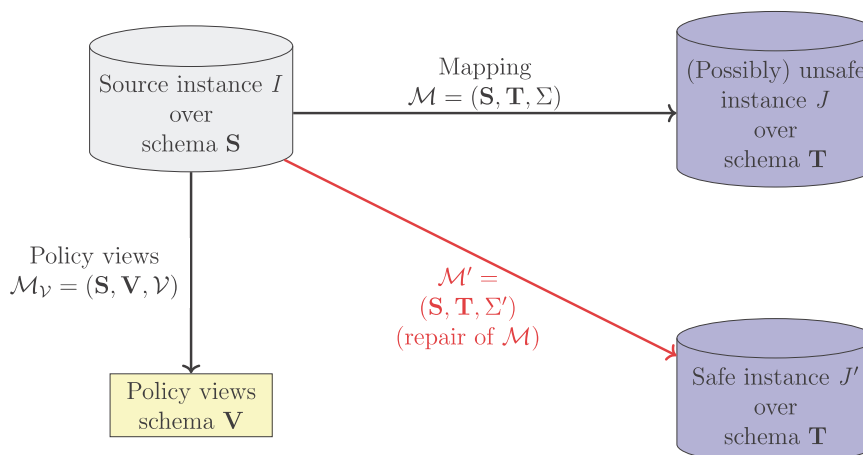 Source instance I
over
schema S
Mapping
M = (S, T, Σ)
(Possibly) unsafe
instance J
over
schema T
Policy views
M_V = (S, V, V)
M′ =
(S, T, Σ′)
(repair of M)
Policy views
schema V
Safe instance J′
over
schema T